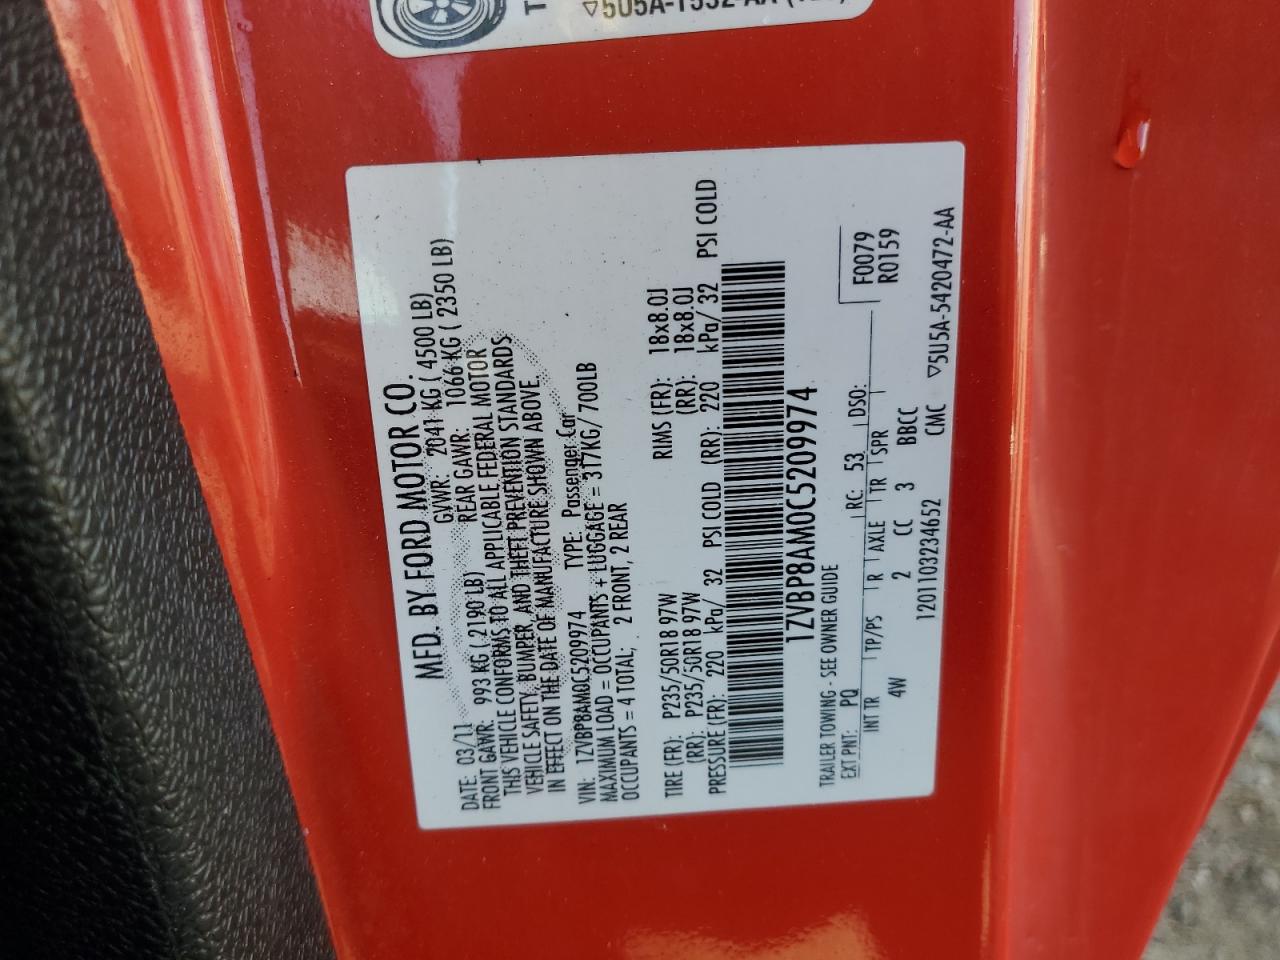 5U5A-1532-AA
MFD. BY FORD MOTOR CO.
DATE: 03/11 GVWR: 2041 KG ( 4500 LB)
FRONT GAWR: 993 KG ( 2190 LB) REAR GAWR: 1066 KG ( 2350 LB)
THIS VEHICLE CONFORMS TO ALL APPLICABLE FEDERAL MOTOR
VEHICLE SAFETY, BUMPER, AND THEFT PREVENTION STANDARDS
IN EFFECT ON THE DATE OF MANUFACTURE SHOWN ABOVE.
VIN: 1ZVBP8AM0C5209974 TYPE: Passenger Car
MAXIMUM LOAD = OCCUPANTS + LUGGAGE = 317KG/ 700LB
OCCUPANTS = 4 TOTAL; 2 FRONT, 2 REAR
TIRE (FR): P235/50R18 97W RIMS (FR): 18x8.0J
(RR): P235/50R18 97W (RR): 18x8.0J
PRESSURE (FR): 220 kPa/ 32 PSI COLD (RR): 220 kPa/ 32 PSI COLD
1ZVBP8AM0C5209974
TRAILER TOWING - SEE OWNER GUIDE
EXT PNT: PQ RC: 53 DSO: F0079
INT TR TP/PS R AXLE TR SPR R0159
4W 2 CC 3 BBCC
1201103234652 CMC ▽5U5A-5420472-AA